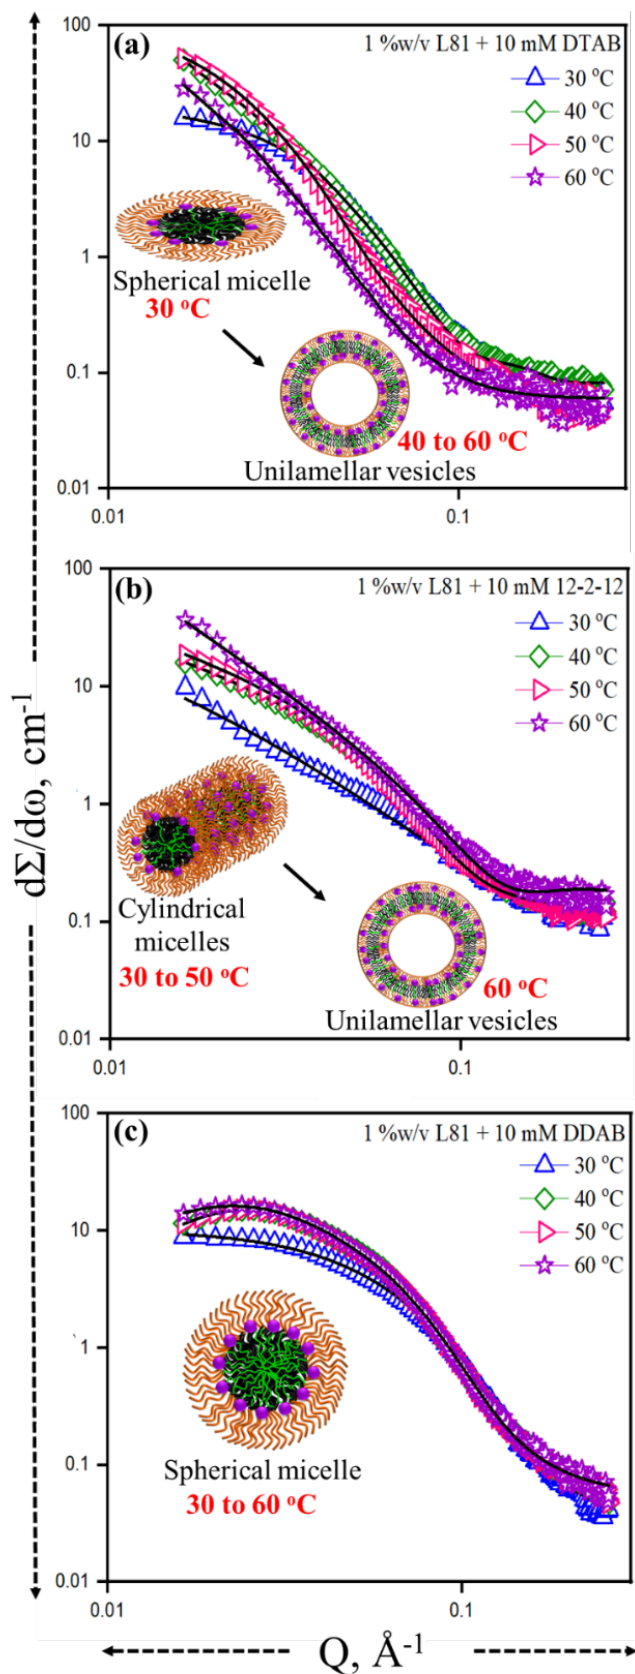 (a)
1 %w/v L81 + 10 mM DTAB
30 °C
40 °C
50 °C
60 °C
100
10
1
0.1
0.01
0.01
0.1
Spherical micelle
30 °C
40 to 60 °C
Unilamellar vesicles
(b)
1 %w/v L81 + 10 mM 12-2-12
30 °C
40 °C
50 °C
60 °C
100
10
1
0.1
0.01
0.01
0.1
Cylindrical
micelles
30 to 50 °C
60 °C
Unilamellar vesicles
dΣ/dω, cm⁻¹
(c)
1 %w/v L81 + 10 mM DDAB
30 °C
40 °C
50 °C
60 °C
100
10
1
0.1
0.01
0.01
0.1
Spherical micelle
30 to 60 °C
Q, Å⁻¹